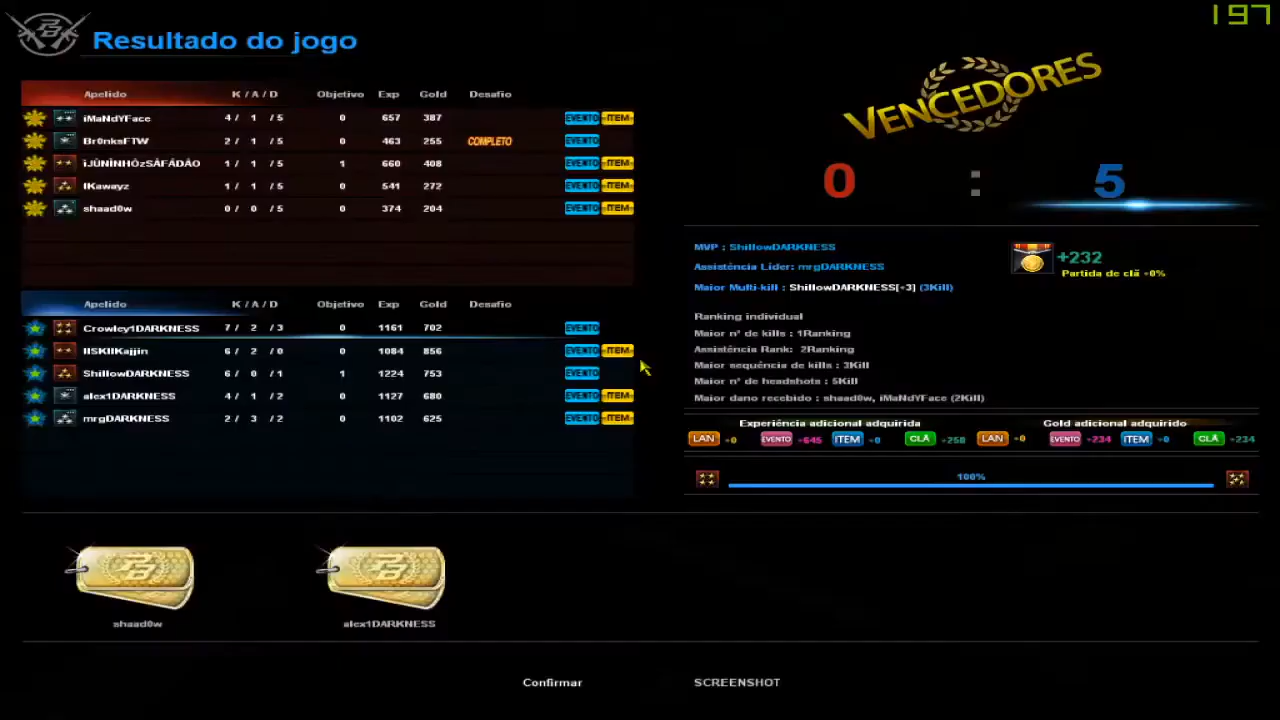 197
Resultado do jogo
VENCEDORES
Apelido K / A / D Objetivo Exp Gold Desafio
iMaNdYFace 4 / 1 / 5 0 657 387 EVENTO ITEM
Br0nksFTW 2 / 1 / 5 0 463 255 COMPLETO EVENTO
iJÚNÍNHÓzSÁFÁDÁO 1 / 1 / 5 1 660 408 EVENTO ITEM
IKawayz 1 / 1 / 5 0 541 272 EVENTO ITEM
shaad0w 0 / 0 / 5 0 374 204 EVENTO ITEM
0 : 5
MVP : ShillowDARKNESS
Assistência Líder: mrgDARKNESS
Maior Multi-kill : ShillowDARKNESS[+3] (3Kill)
+232
Partida de clã +0%
Apelido K / A / D Objetivo Exp Gold Desafio
Crowley1DARKNESS 7 / 2 / 3 0 1161 702 EVENTO
IISKIIKajjin 6 / 2 / 0 0 1084 856 EVENTO ITEM
ShillowDARKNESS 6 / 0 / 1 1 1224 753 EVENTO
alex1DARKNESS 4 / 1 / 2 0 1127 680 EVENTO ITEM
mrgDARKNESS 2 / 3 / 2 0 1102 625 EVENTO ITEM
Ranking individual
Maior nº de kills : 1Ranking
Assistência Rank: 2Ranking
Maior sequência de kills : 3Kill
Maior nº de headshots : 5Kill
Maior dano recebido : shaad0w, iMaNdYFace (2Kill)
Experiência adicional adquirida Gold adicional adquirido
LAN +0 EVENTO +645 ITEM +0 CLÃ +258 LAN +0 EVENTO +234 ITEM +0 CLÃ +234
100%
shaad0w alex1DARKNESS
Confirmar SCREENSHOT